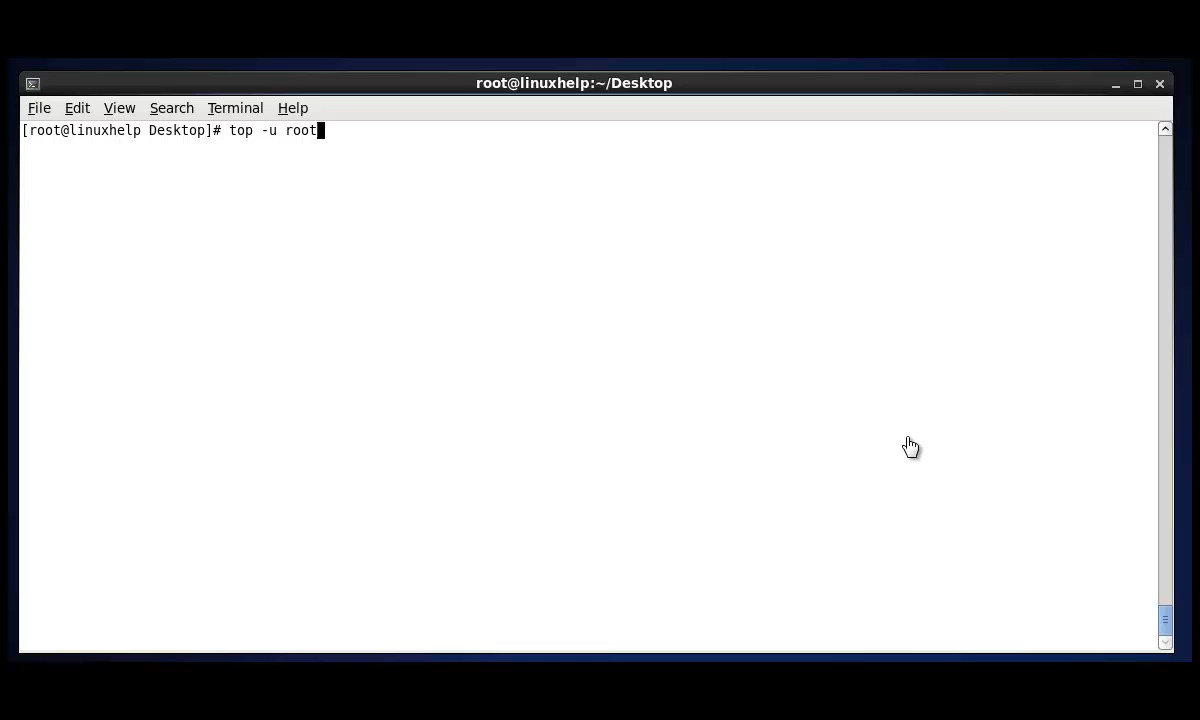 root@linuxhelp:~/Desktop
File Edit View Search Terminal Help
[root@linuxhelp Desktop]# top -u root